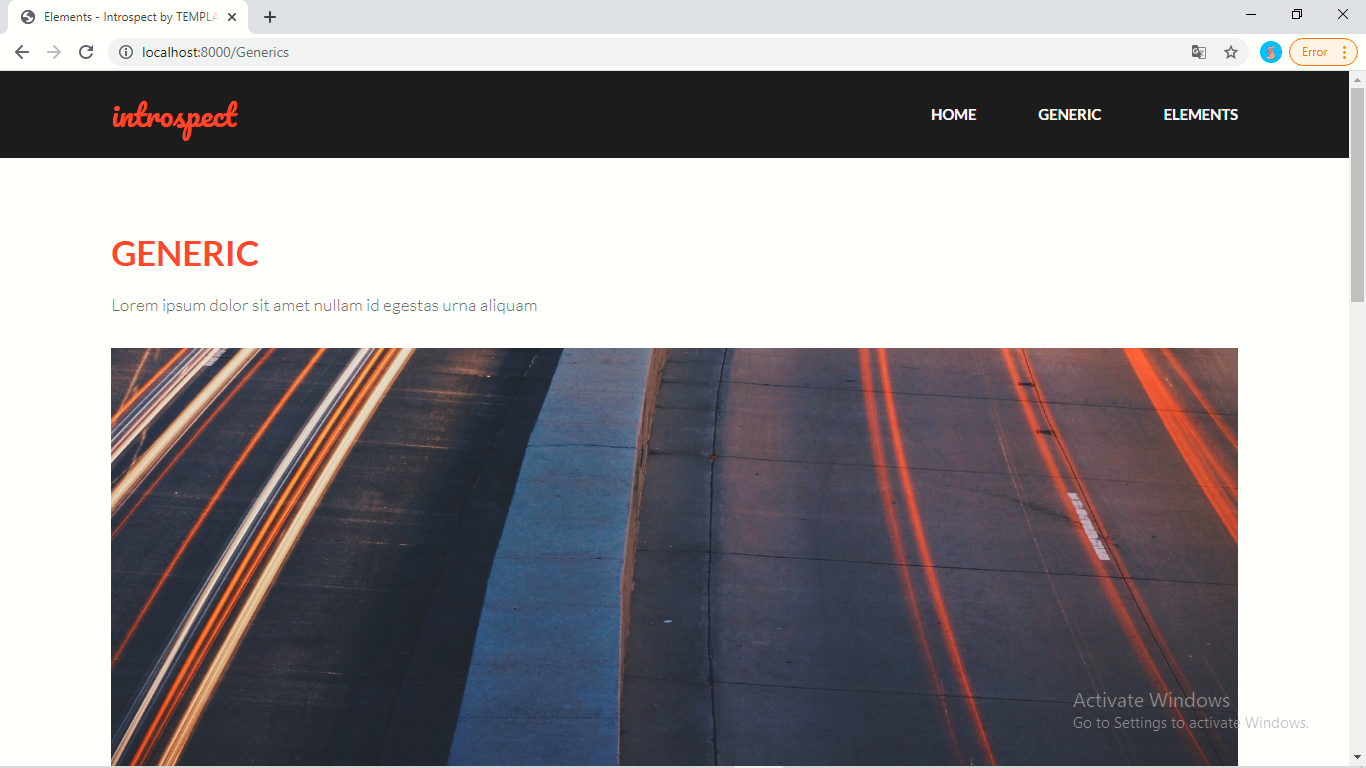 Elements - Introspect by TEMPLA
localhost:8000/Generics
Error
introspect
HOME GENERIC ELEMENTS
GENERIC
Lorem ipsum dolor sit amet nullam id egestas urna aliquam
Activate Windows
Go to Settings to activate Windows.